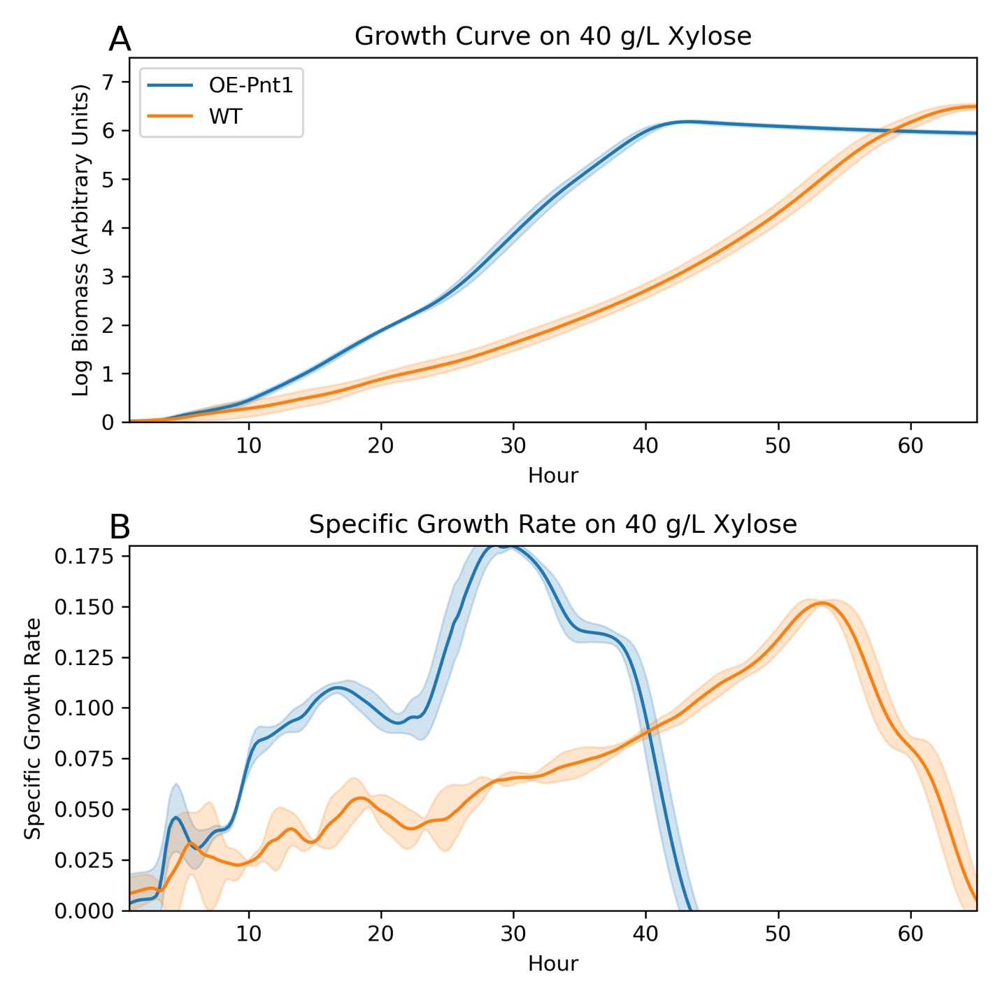 A
Growth Curve on 40 g/L Xylose
OE-Pnt1
WT
Log Biomass (Arbitrary Units)
7
6
5
4
3
2
1
0
10 20 30 40 50 60
Hour
B
Specific Growth Rate on 40 g/L Xylose
Specific Growth Rate
0.175
0.150
0.125
0.100
0.075
0.050
0.025
0.000
10 20 30 40 50 60
Hour